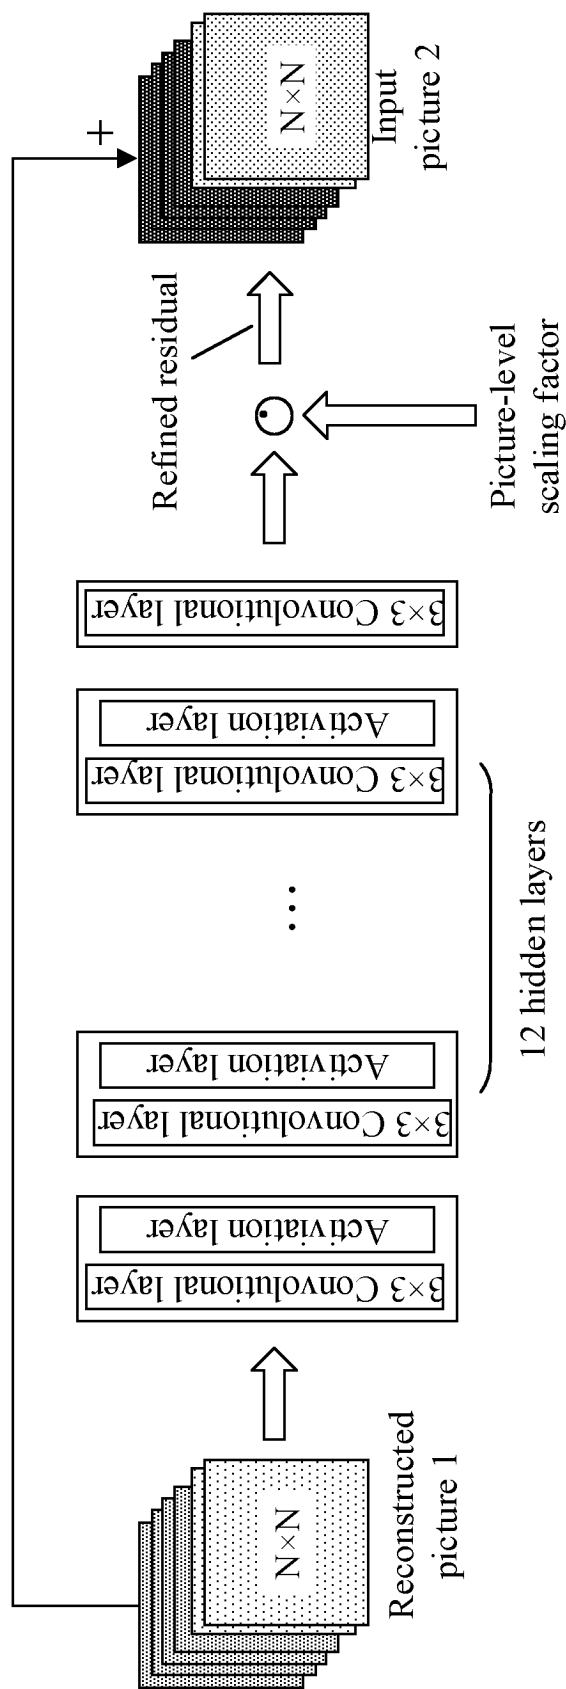 N×N
Reconstructed
picture 1
3×3 Convolutional layer
Activiation layer
3×3 Convolutional layer
Activiation layer
...
12 hidden layers
3×3 Convolutional layer
Activiation layer
3×3 Convolutional layer
Picture-level
scaling factor
Refined residual
+
N×N
Input
picture 2